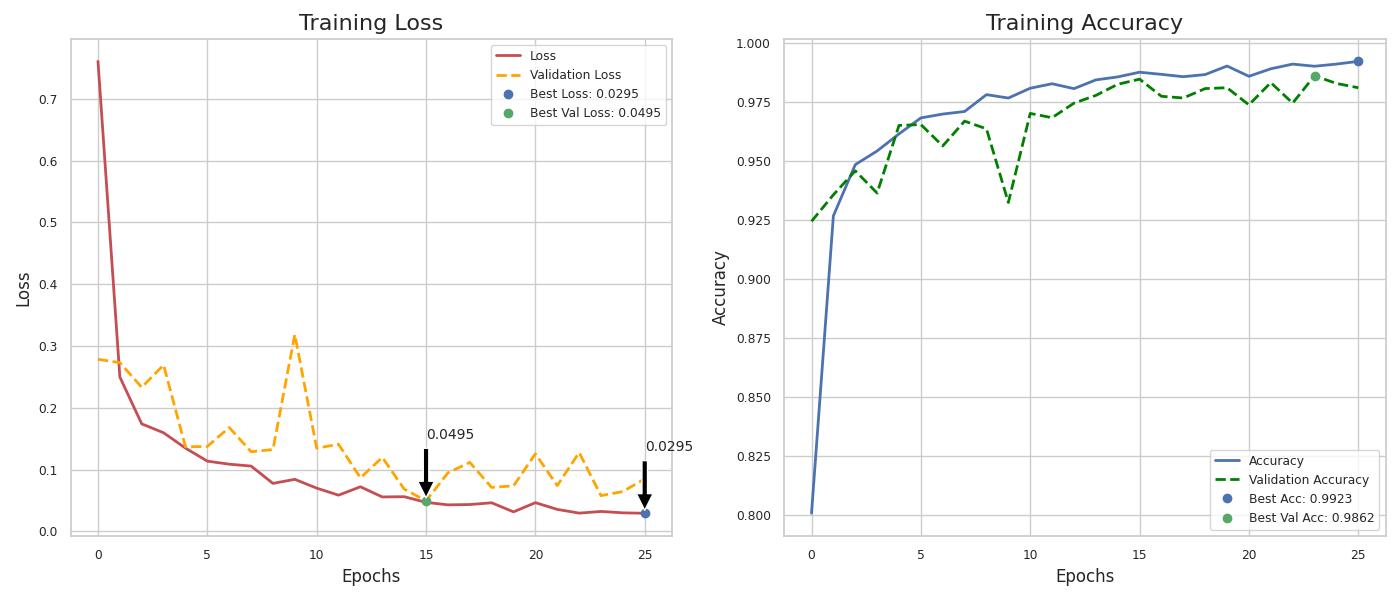 Training Loss
Loss
Validation Loss
Best Loss: 0.0295
Best Val Loss: 0.0495
0.7
0.6
0.5
0.4
0.3
0.2
0.1
0.0
Loss
0.0495
0.0295
0 5 10 15 20 25
Epochs
Training Accuracy
1.000
0.975
0.950
0.925
0.900
0.875
0.850
0.825
0.800
Accuracy
Accuracy
Validation Accuracy
Best Acc: 0.9923
Best Val Acc: 0.9862
0 5 10 15 20 25
Epochs